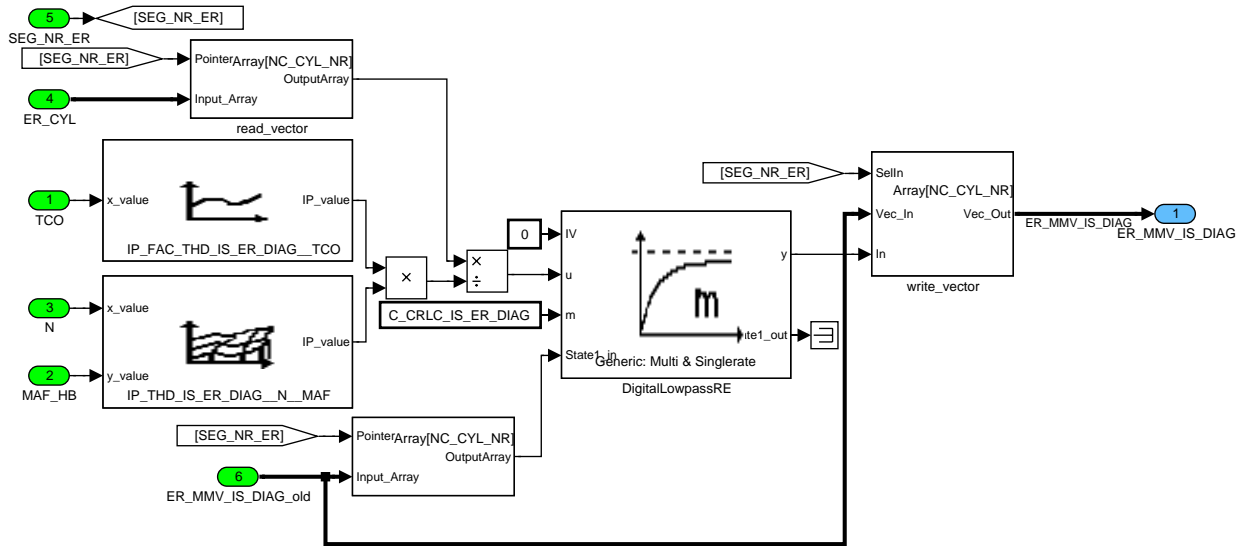 5
[SEG_NR_ER]
SEG_NR_ER
[SEG_NR_ER]
Pointer
Array[NC_CYL_NR]
OutputArray
4
Input_Array
ER_CYL
read_vector
1
x_value
IP_value
TCO
IP_FAC_THD_IS_ER_DIAG__TCO
3
x_value
N
IP_value
2
y_value
MAF_HB
IP_THD_IS_ER_DIAG__N__MAF
×
×
÷
0
IV
u
C_CRLC_IS_ER_DIAG
m
State1_in
m
y
te1_out
Generic: Multi & Singlerate
DigitalLowpassRE
[SEG_NR_ER]
SelIn
Array[NC_CYL_NR]
Vec_In
Vec_Out
In
write_vector
ER_MMV_IS_DIAG
1
ER_MMV_IS_DIAG
[SEG_NR_ER]
Pointer
Array[NC_CYL_NR]
OutputArray
6
Input_Array
ER_MMV_IS_DIAG_old